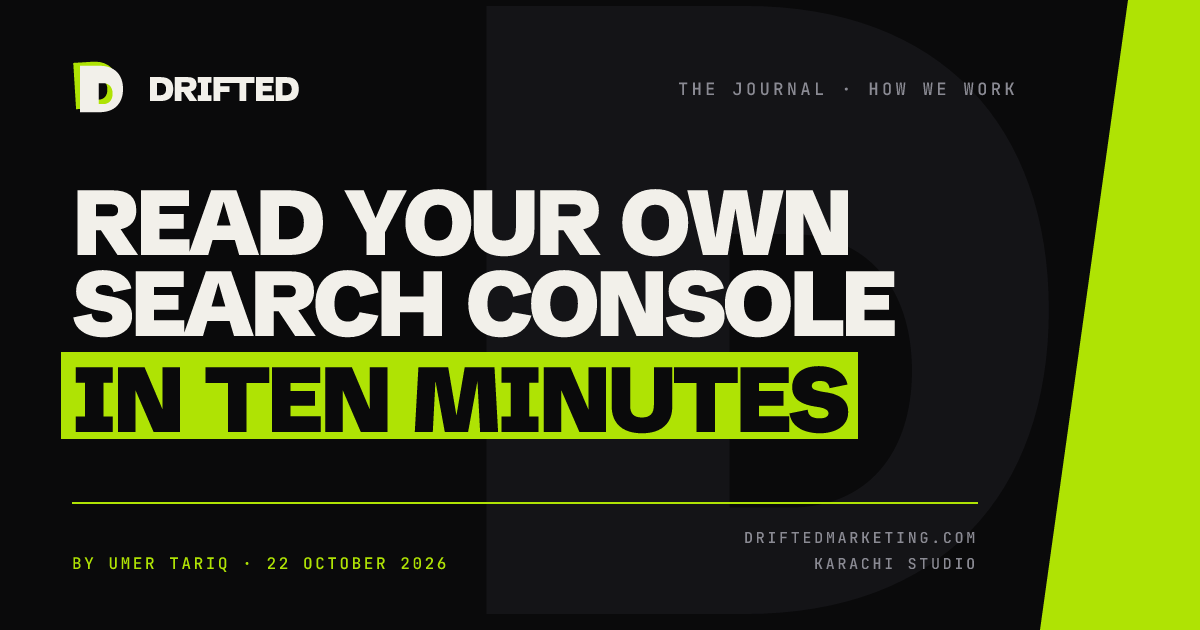 DRIFTED
THE JOURNAL · HOW WE WORK
READ YOUR OWN
SEARCH CONSOLE
IN TEN MINUTES
BY UMER TARIQ · 22 OCTOBER 2026
DRIFTEDMARKETING.COM
KARACHI STUDIO